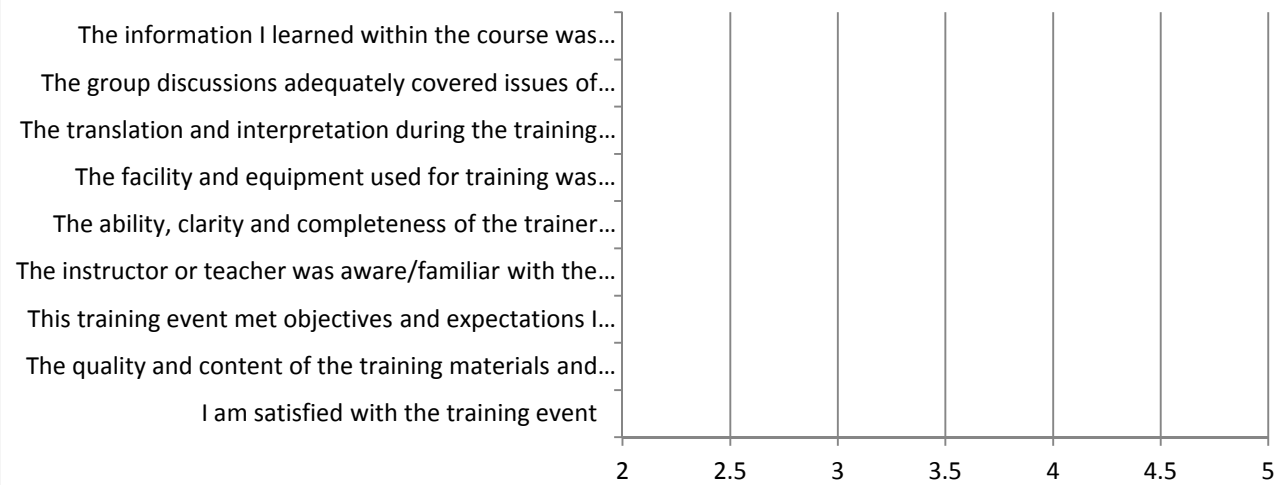 The information I learned within the course was…
The group discussions adequately covered issues of…
The translation and interpretation during the training…
The facility and equipment used for training was…
The ability, clarity and completeness of the trainer…
The instructor or teacher was aware/familiar with the…
This training event met objectives and expectations I…
The quality and content of the training materials and…
I am satisfied with the training event
2 2.5 3 3.5 4 4.5 5